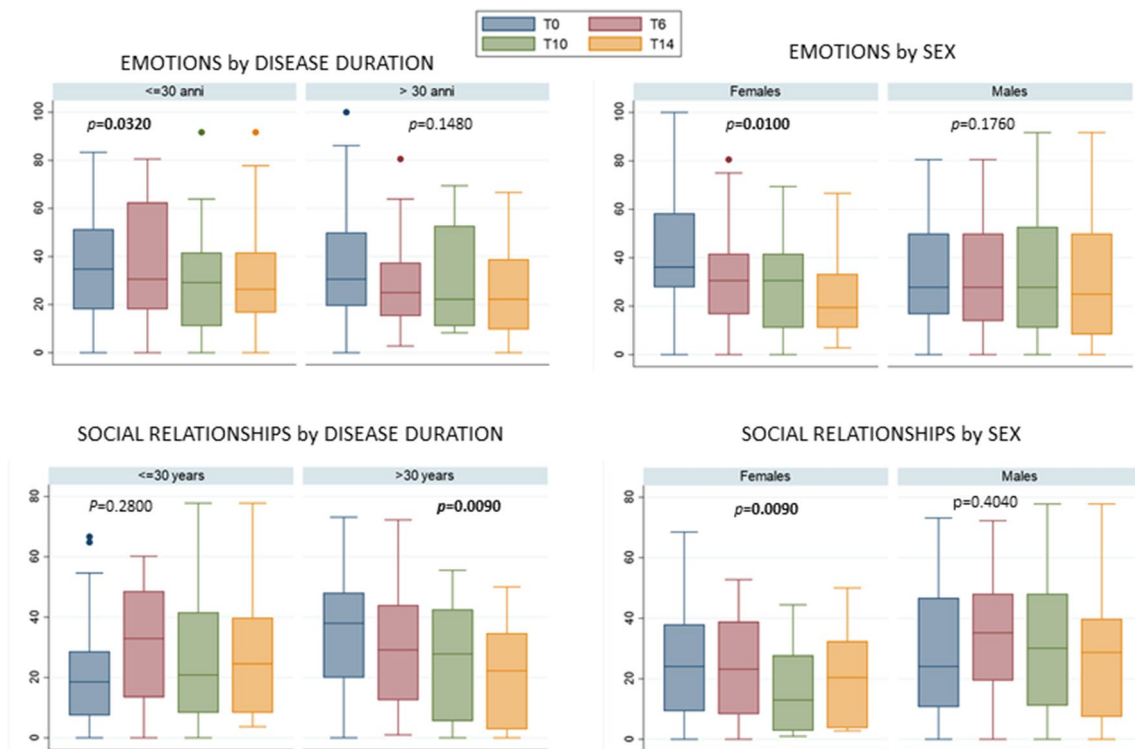 T0 T6
T10 T14
EMOTIONS by DISEASE DURATION
<=30 anni > 30 anni
100
80
60
40
20
0
p=0.0320 p=0.1480
EMOTIONS by SEX
Females Males
100
80
60
40
20
0
p=0.0100 p=0.1760
SOCIAL RELATIONSHIPS by DISEASE DURATION
<=30 years >30 years
80
60
40
20
0
P=0.2800 p=0.0090
SOCIAL RELATIONSHIPS by SEX
Females Males
80
60
40
20
0
p=0.0090 p=0.4040